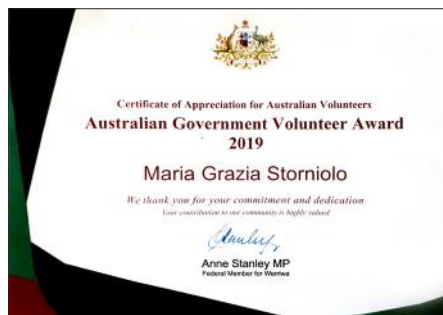 Certificate of Appreciation for Australian Volunteers
Australian Government Volunteer Award
2019
Maria Grazia Storniolo
We thank you for your commitment and dedication
Your contribution to our community is highly valued
Anne Stanley MP
Federal Member for Werriwa